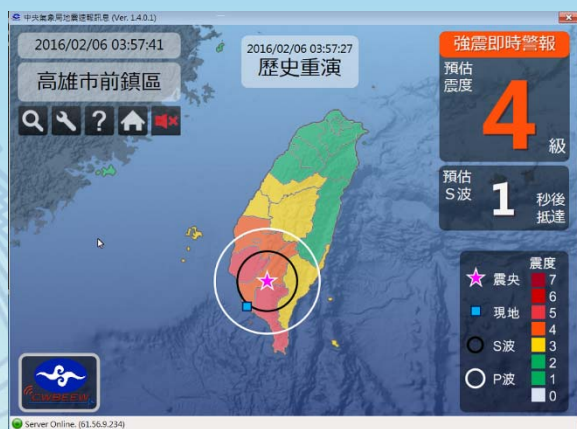 中央氣象局地震速報訊息 (Ver. 1.4.0.1)
2016/02/06 03:57:41
高雄市前鎮區
2016/02/06 03:57:27
歷史重演
強震即時警報
預估
震度
4
級
預估
S波
1
秒後
抵達
震度
震央
現地
S波
P波
7
6
5
4
3
2
1
0
?
CWBEEW
Server Online. (61.56.9.234)